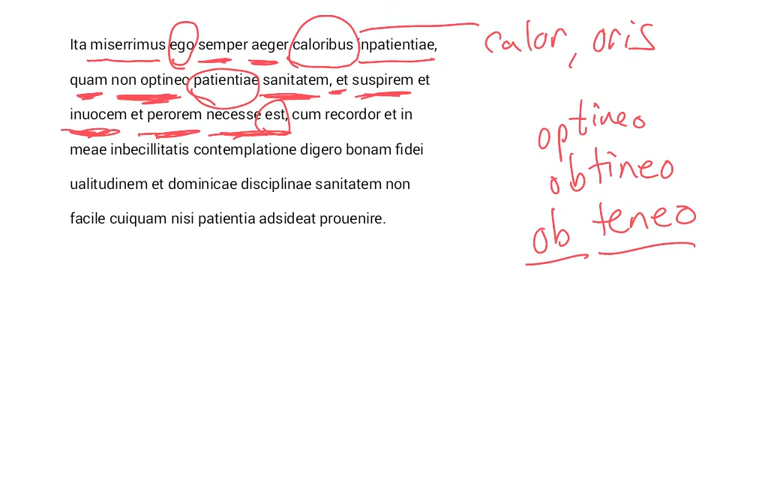 Ita miserrimus ego semper aeger caloribus inpatientiae,
quam non optineo patientiae sanitatem, et suspirem et
inuocem et perorem necesse est, cum recordor et in
meae inbecillitatis contemplatione digero bonam fidei
ualitudinem et dominicae disciplinae sanitatem non
facile cuiquam nisi patientia adsideat prouenire.
calor, oris
optineo
obtineo
ob teneo